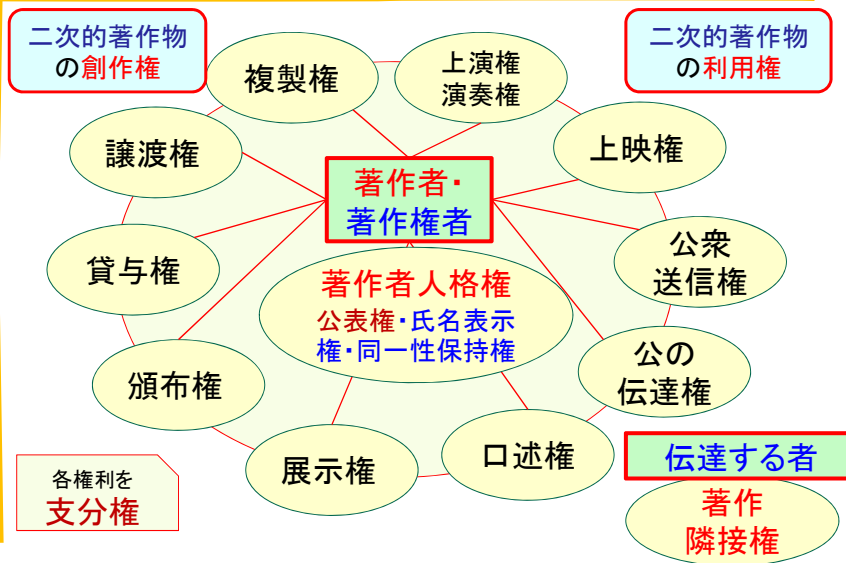 二次的著作物
の創作権
二次的著作物
の利用権
複製権
上演権
演奏権
譲渡権
上映権
著作者・
著作権者
貸与権
公衆
送信権
著作者人格権
公表権・氏名表示
権・同一性保持権
頒布権
公の
伝達権
展示権
口述権
各権利を
支分権
伝達する者
著作
隣接権